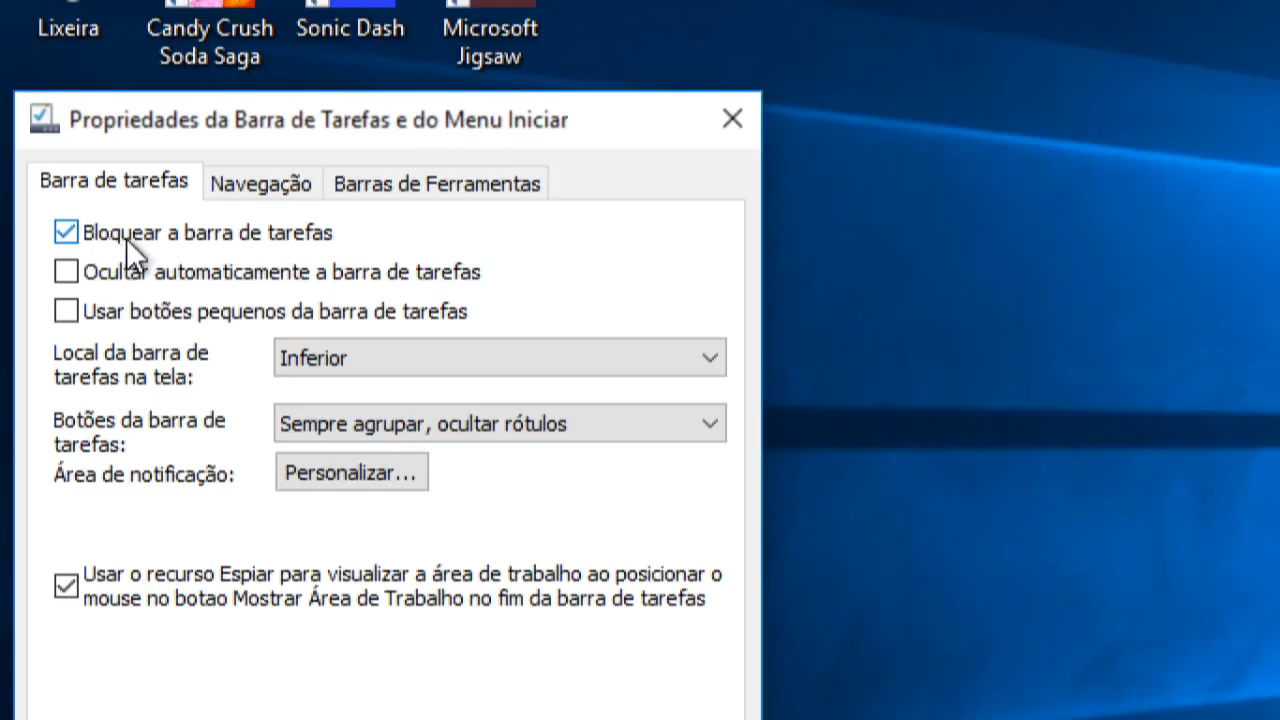 Lixeira
Candy Crush
Soda Saga
Sonic Dash
Microsoft
Jigsaw
Propriedades da Barra de Tarefas e do Menu Iniciar
Barra de tarefas
Navegação
Barras de Ferramentas
Bloquear a barra de tarefas
Ocultar automaticamente a barra de tarefas
Usar botões pequenos da barra de tarefas
Local da barra de
tarefas na tela:
Inferior
Botões da barra de
tarefas:
Sempre agrupar, ocultar rótulos
Área de notificação:
Personalizar...
Usar o recurso Espiar para visualizar a área de trabalho ao posicionar o
mouse no botao Mostrar Área de Trabalho no fim da barra de tarefas